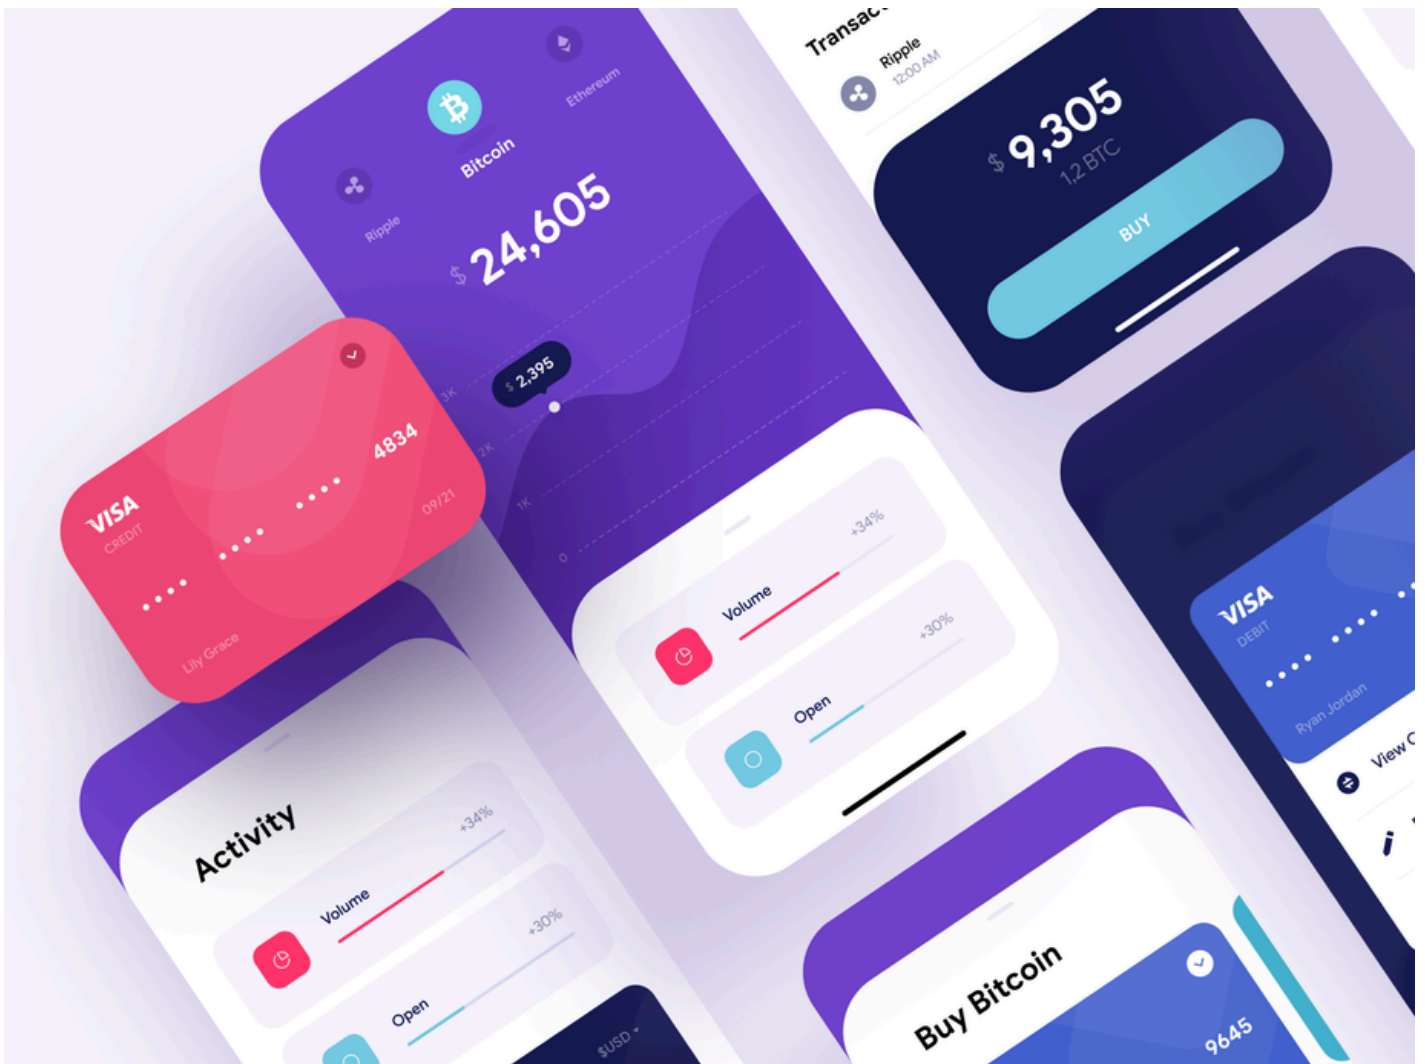 Ethereum
Bitcoin
Ripple
$ 24,605
$ 2,395
3K
2K
1K
0
Volume
+34%
Open
+30%
VISA
CREDIT
4834
09/21
Lily Grace
Activity
Volume
+34%
Open
+30%
$USD
Ripple
12:00 AM
$ 9,305
1,2 BTC
BUY
VISA
DEBIT
Ryan Jordan
View
Buy Bitcoin
9645